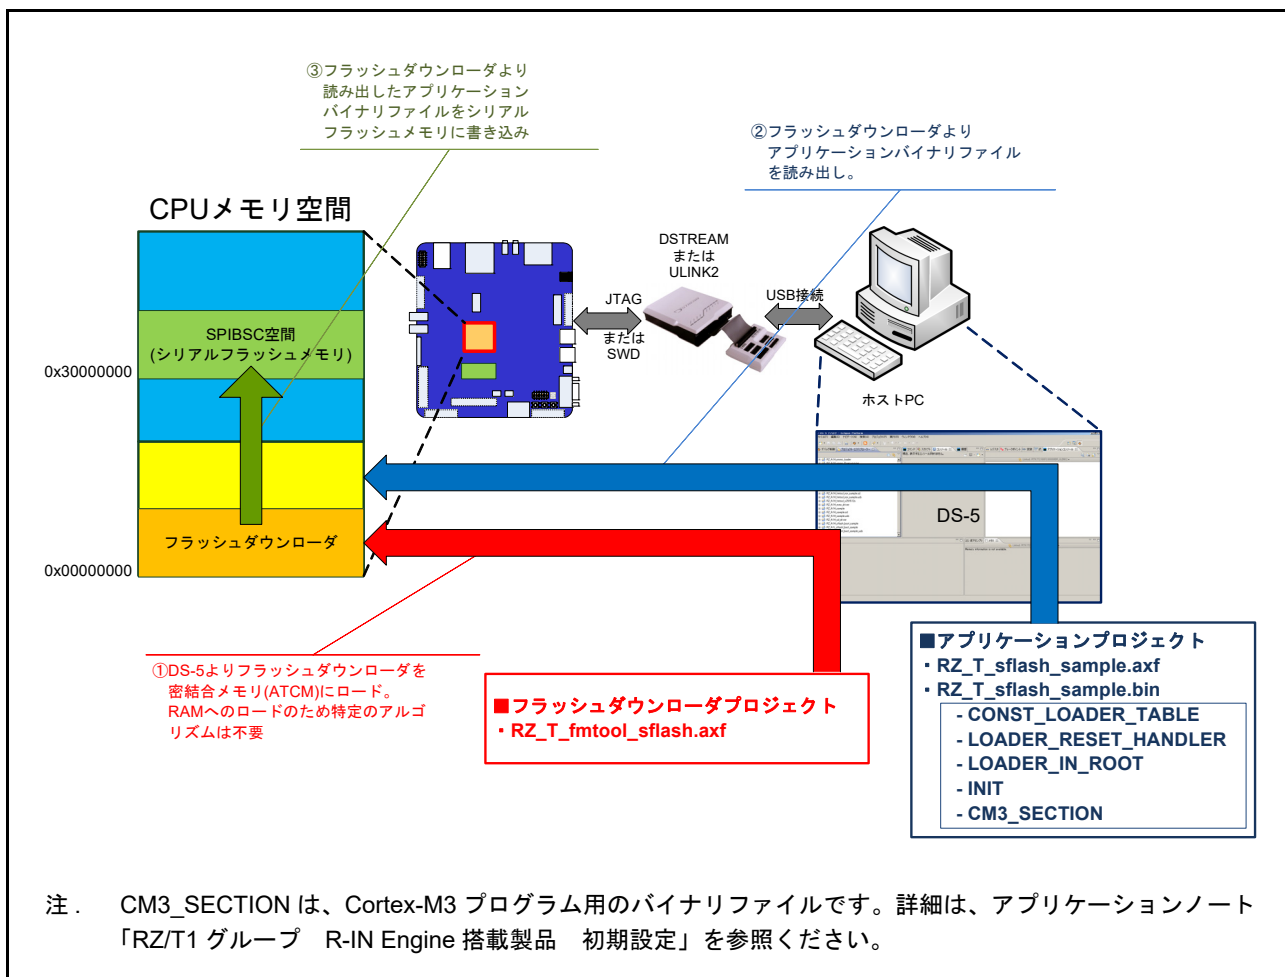 ③フラッシュダウンローダより
読み出したアプリケーション
バイナリファイルをシリアル
フラッシュメモリに書き込み
②フラッシュダウンローダより
アプリケーションバイナリファイル
を読み出し。
CPUメモリ空間
SPIBSC空間
(シリアルフラッシュメモリ)
0x30000000
フラッシュダウンローダ
0x00000000
JTAG
または
SWD
DSTREAM
または
ULINK2
USB接続
ホストPC
DS-5
①DS-5よりフラッシュダウンローダを
密結合メモリ(ATCM)にロード。
RAMへのロードのため特定のアルゴ
リズムは不要
■フラッシュダウンローダプロジェクト
・RZ_T_fmtool_sflash.axf
■アプリケーションプロジェクト
・RZ_T_sflash_sample.axf
・RZ_T_sflash_sample.bin
- CONST_LOADER_TABLE
- LOADER_RESET_HANDLER
- LOADER_IN_ROOT
- INIT
- CM3_SECTION
注． CM3_SECTION は、Cortex-M3 プログラム用のバイナリファイルです。詳細は、アプリケーションノート
「RZ/T1 グループ　R-IN Engine 搭載製品　初期設定」を参照ください。